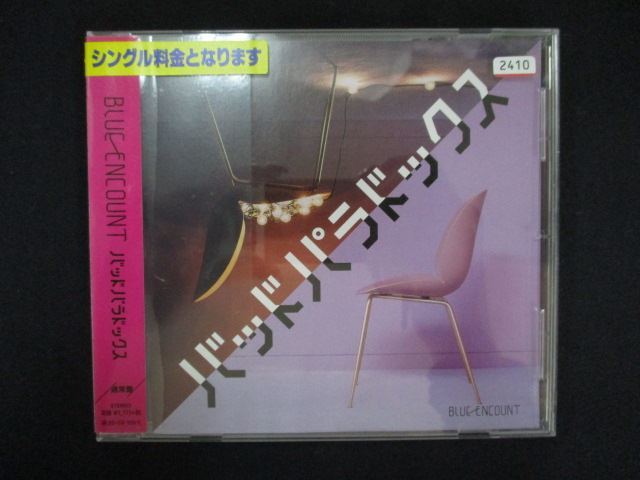 シングル料金となります
2410
BLUE ENCOUNT
バッドパラドックス
通常盤
STEREO
バッドパラドックス
BLUE ENCOUNT